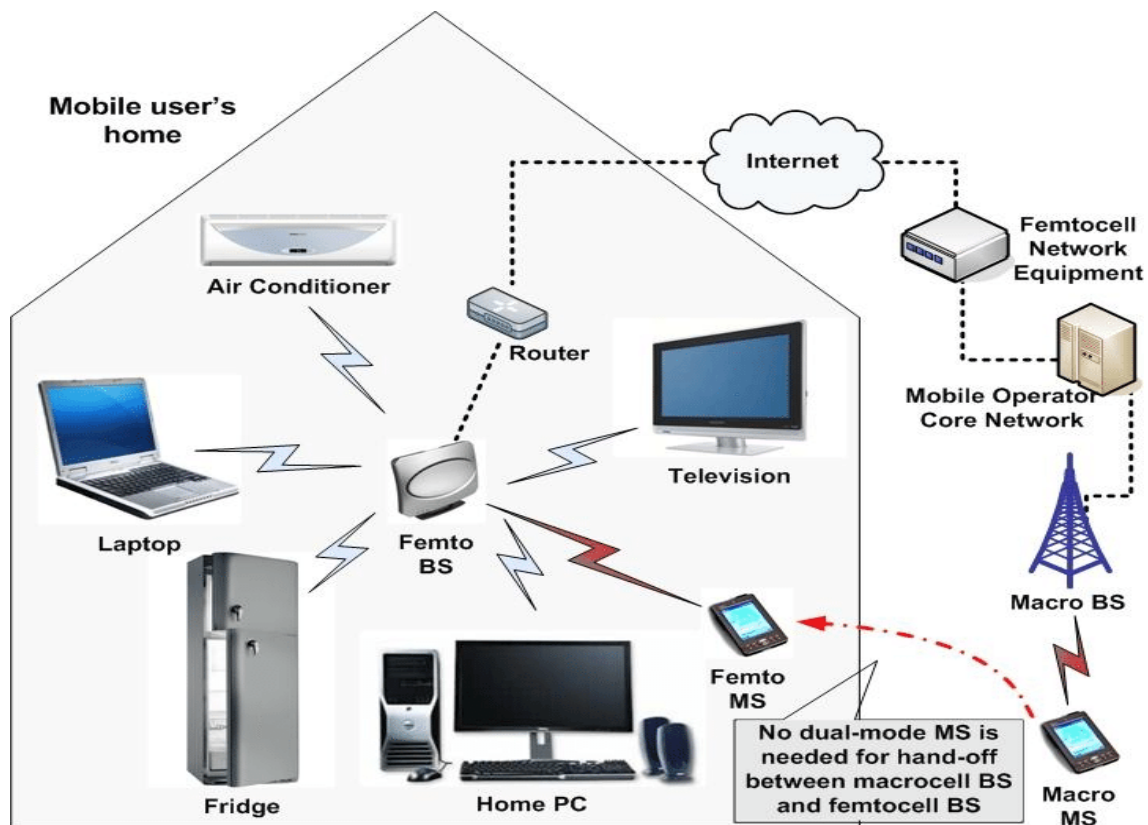 Mobile user's
home
Internet
Femtocell
Network
Equipment
Air Conditioner
Router
Mobile Operator
Core Network
Television
Laptop
Femto
BS
Macro BS
Femto
MS
No dual-mode MS is
needed for hand-off
between macrocell BS
and femtocell BS
Fridge
Home PC
Macro
MS